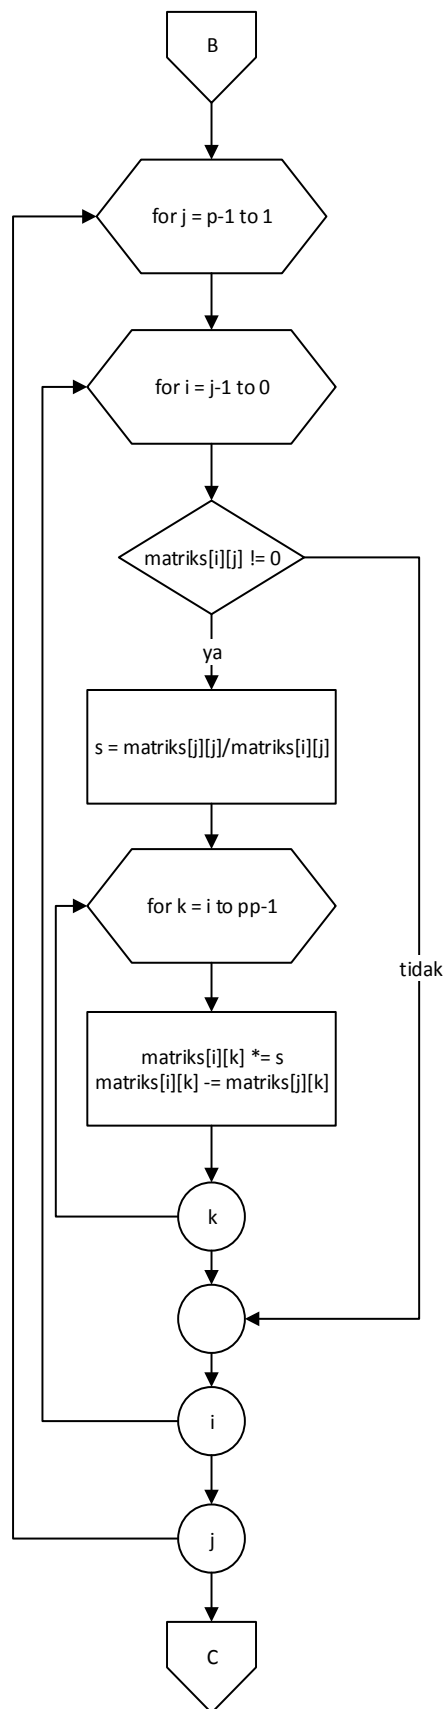 B
for j = p-1 to 1
for i = j-1 to 0
matriks[i][j] != 0
ya
s = matriks[j][j]/matriks[i][j]
for k = i to pp-1
tidak
matriks[i][k] *= s
matriks[i][k] -= matriks[j][k]
k
i
j
C